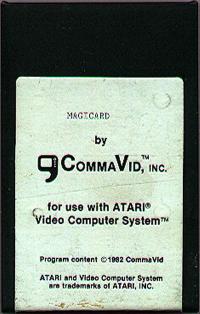 MAGICARD
by
COMMAVID,™ INC.
for use with ATARI®
Video Computer System™
Program content ©1982 CommaVid
ATARI and Video Computer System
are trademarks of ATARI, INC.